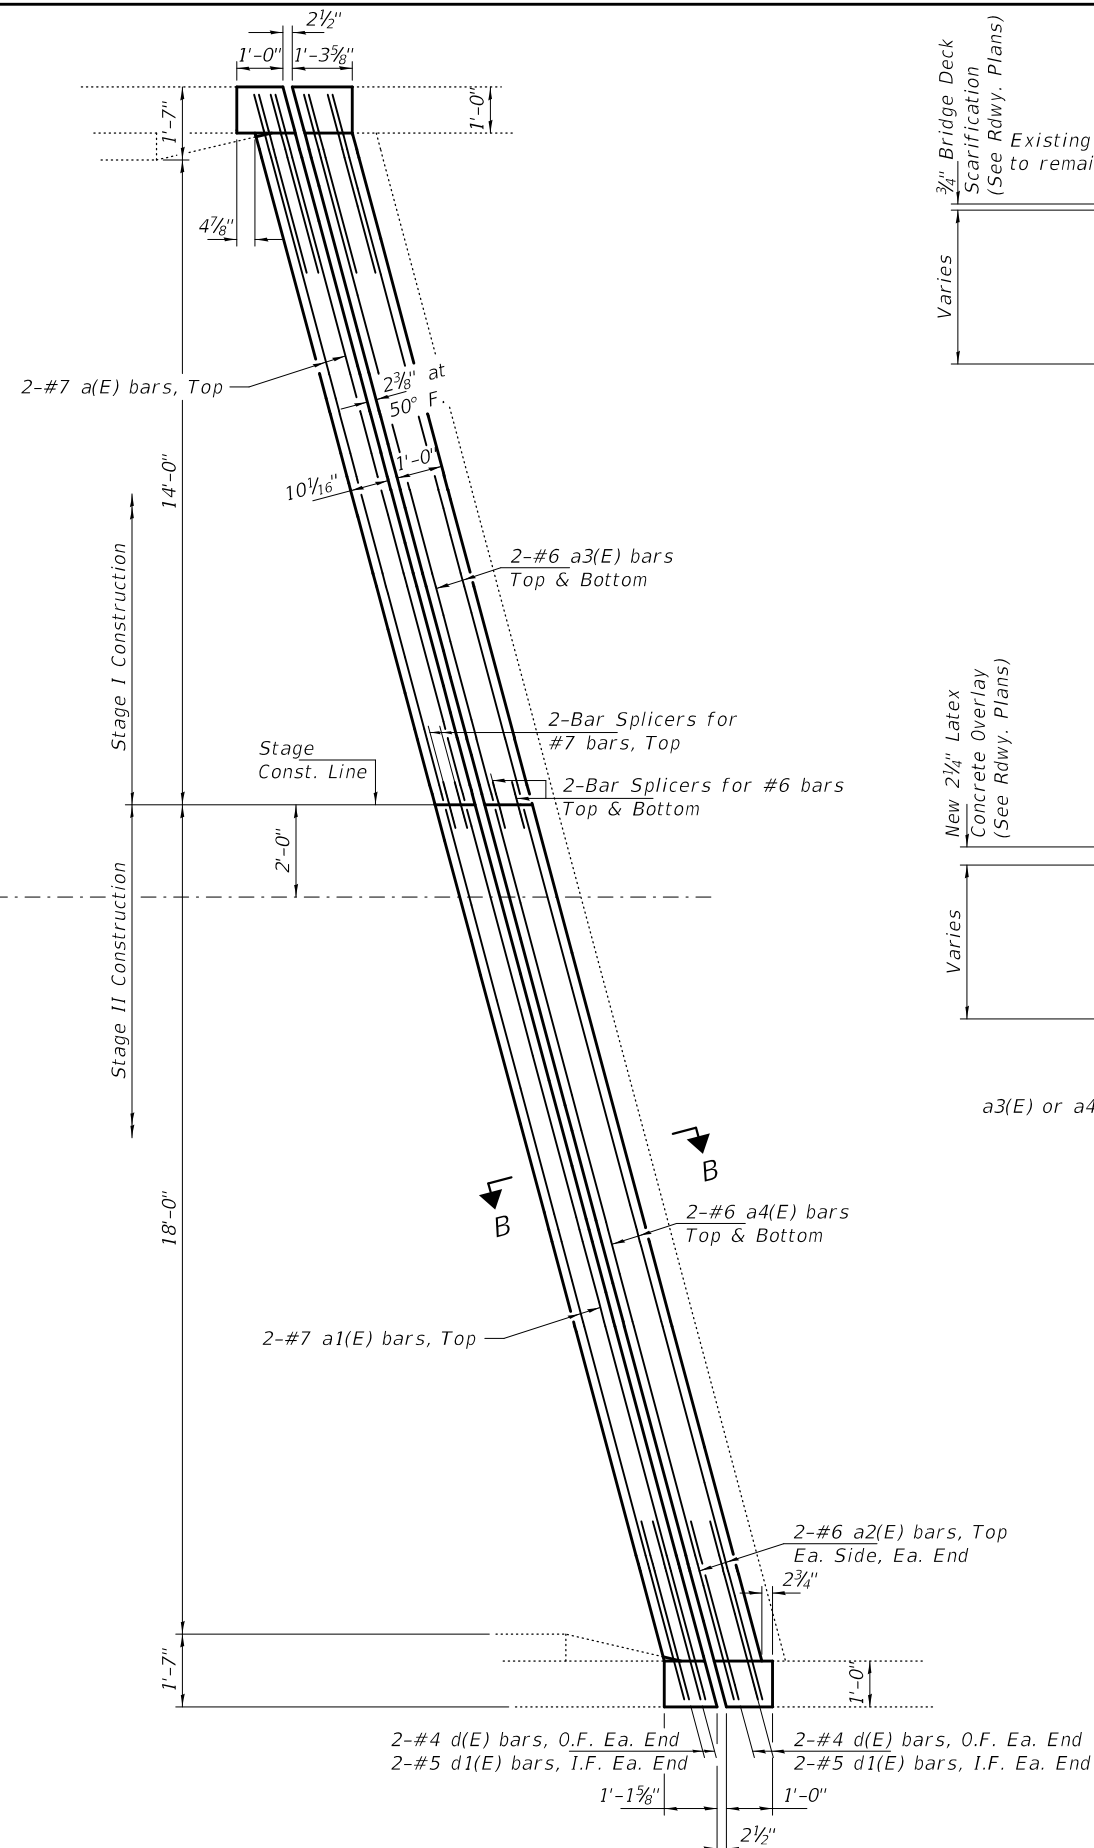 2½"
1'-0"
1'-3⅝"
1'-7"
1'-0"
4⅞"
2-#7 a(E) bars, Top
2⅜" at
50° F.
1'-0"
10 1/16"
14'-0"
Stage I Construction
2-#6 a3(E) bars
Top & Bottom
2-Bar Splicers for
#7 bars, Top
Stage
Const. Line
2-Bar Splicers for #6 bars
Top & Bottom
2'-0"
Stage II Construction
18'-0"
B
B
2-#6 a4(E) bars
Top & Bottom
2-#7 a1(E) bars, Top
2-#6 a2(E) bars, Top
Ea. Side, Ea. End
2¾"
1'-7"
1'-0"
2-#4 d(E) bars, O.F. Ea. End
2-#5 d1(E) bars, I.F. Ea. End
2-#4 d(E) bars, O.F. Ea. End
2-#5 d1(E) bars, I.F. Ea. End
1'-1⅝"
1'-0"
2½"
¾" Bridge Deck
Scarification
(See Rdwy. Plans)
Existing
to remai
Varies
New 2¼" Latex
Concrete Overlay
(See Rdwy. Plans)
Varies
a3(E) or a4